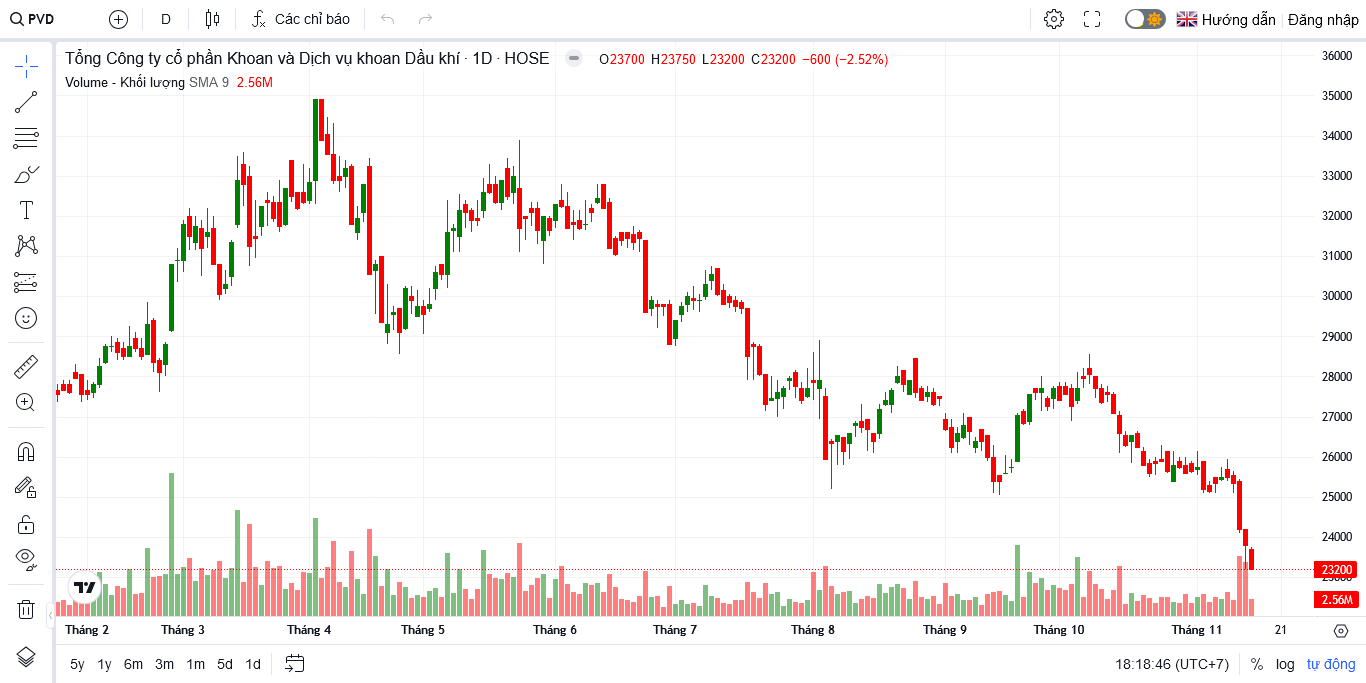 PVD D Các chỉ báo Hướng dẫn Đăng nhập
Tổng Công ty cổ phần Khoan và Dịch vụ khoan Dầu khí · 1D · HOSE O23700 H23750 L23200 C23200 −600 (−2.52%)
Volume - Khối lượng SMA 9 2.56M
36000
35000
34000
33000
32000
31000
30000
29000
28000
27000
26000
25000
24000
23200
23000
2.56M
Tháng 2 Tháng 3 Tháng 4 Tháng 5 Tháng 6 Tháng 7 Tháng 8 Tháng 9 Tháng 10 Tháng 11 21
5y 1y 6m 3m 1m 5d 1d 18:18:46 (UTC+7) % log tự động